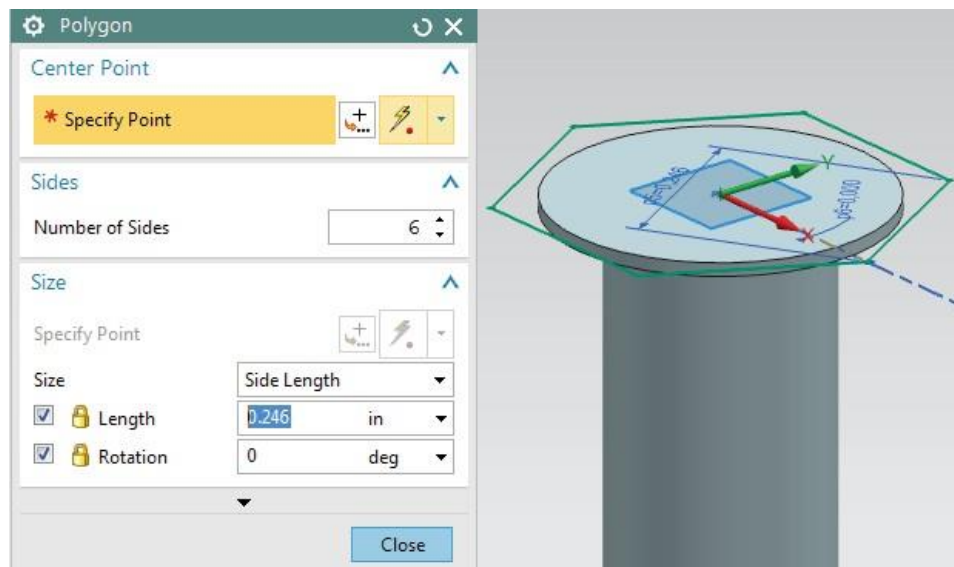 Polygon
Center Point
* Specify Point
Sides
Number of Sides 6
Size
Specify Point
Size Side Length
Length 0.246 in
Rotation 0 deg
Close
Y
X